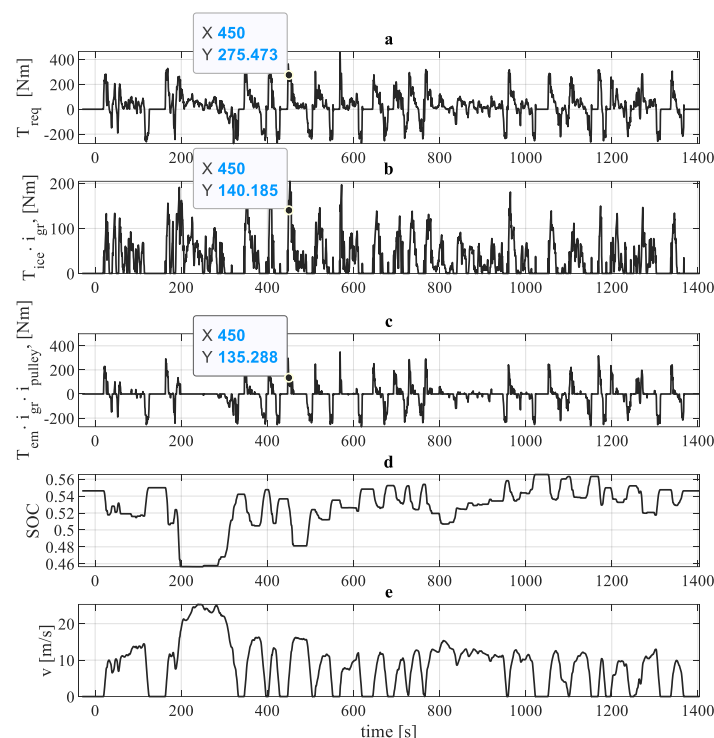 a
X 450
Y 275.473
T_req [Nm]
400
200
0
-200
0 200 400 600 800 1000 1200 1400
b
X 450
Y 140.185
T_ice · i_gr, [Nm]
200
100
0
0 200 400 600 800 1000 1200 1400
c
X 450
Y 135.288
T_em · i_gr · i_pulley, [Nm]
400
200
0
-200
0 200 400 600 800 1000 1200 1400
d
SOC
0.56
0.54
0.52
0.5
0.48
0.46
0 200 400 600 800 1000 1200 1400
e
v [m/s]
20
10
0
0 200 400 600 800 1000 1200 1400
time [s]